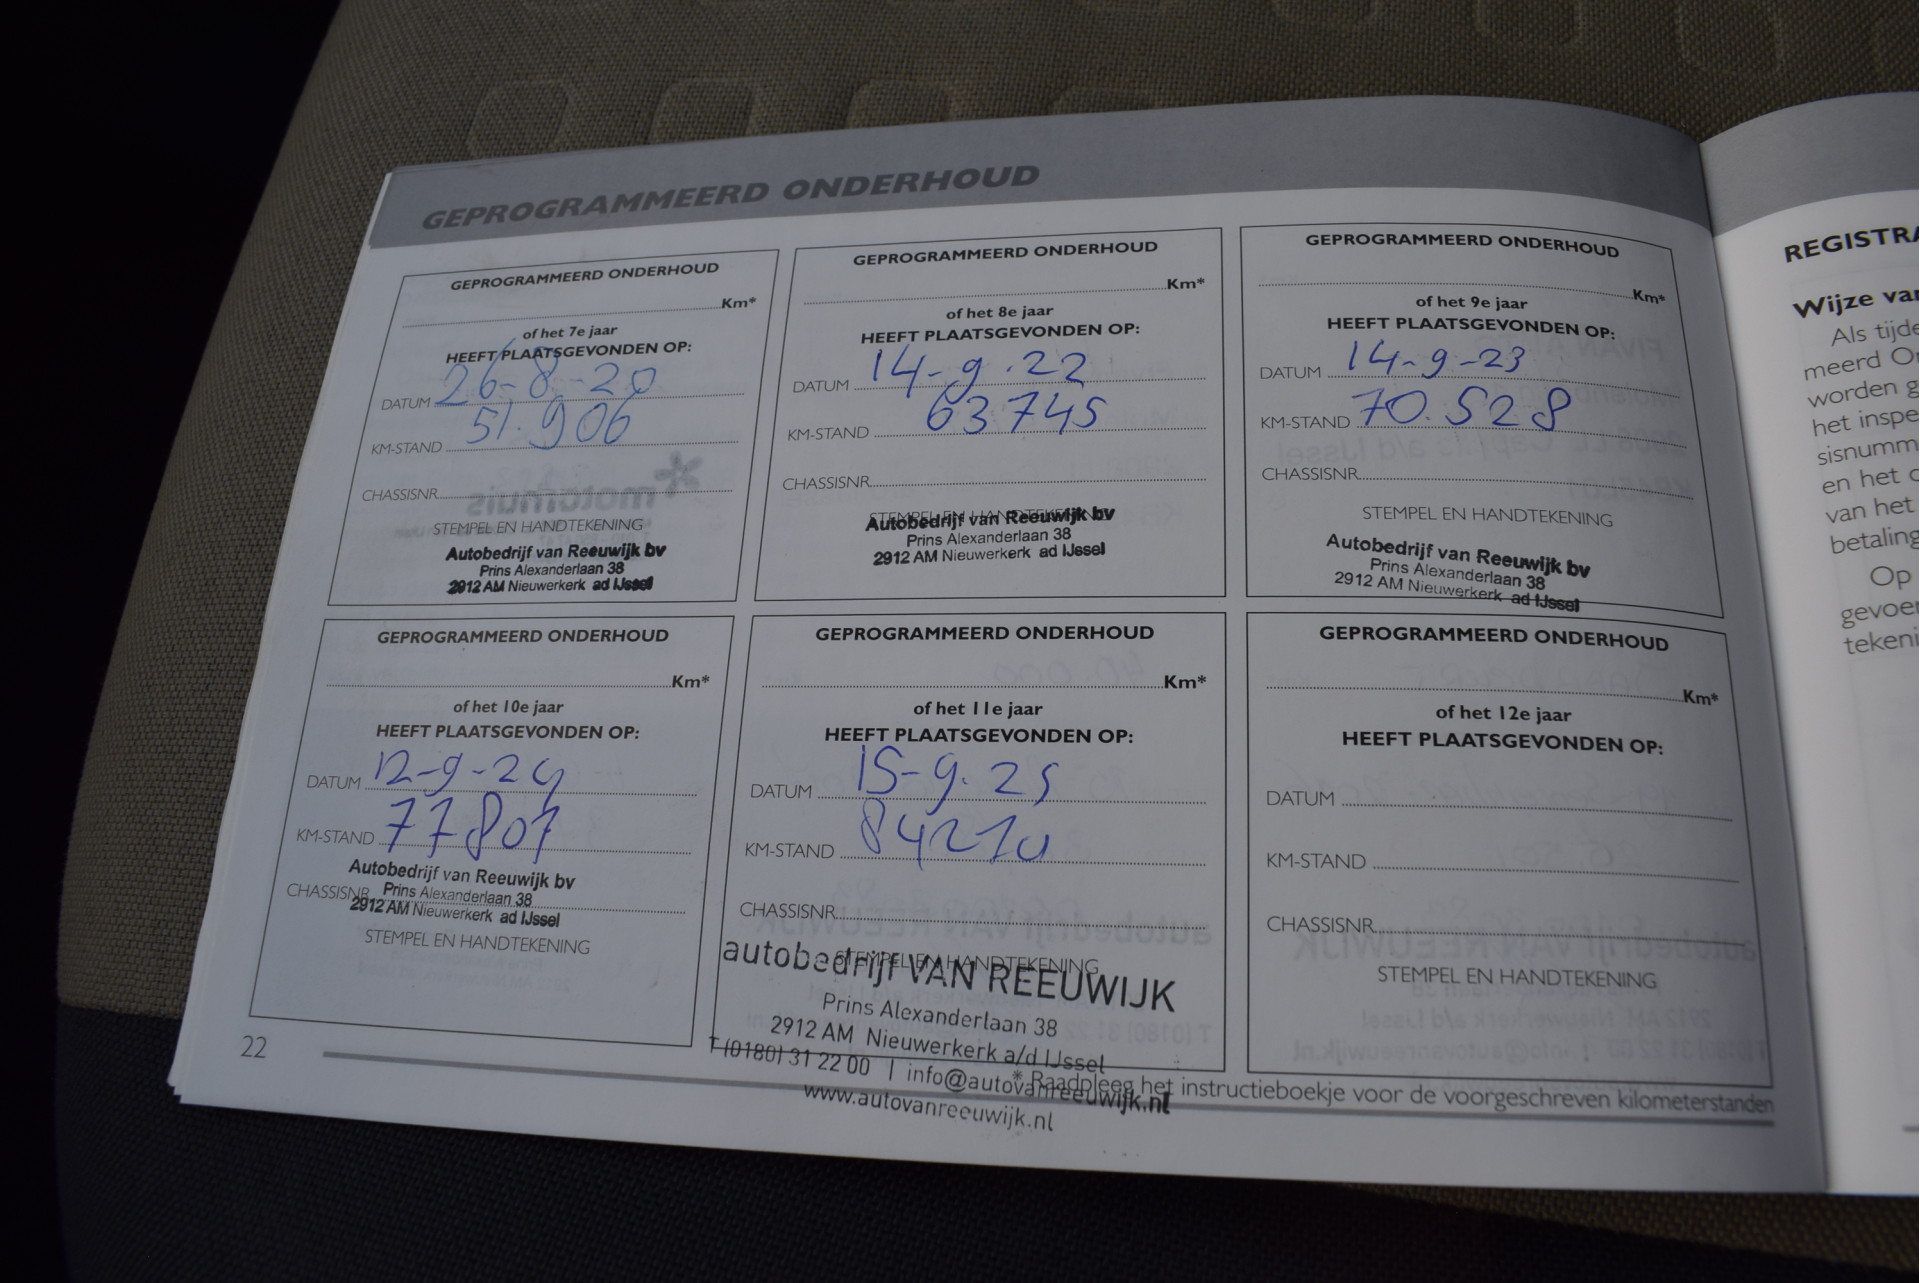 GEPROGRAMMEERD ONDERHOUD
GEPROGRAMMEERD ONDERHOUD
Km*
of het 7e jaar
HEEFT PLAATSGEVONDEN OP:
DATUM 26-8-20
KM-STAND 51.906
CHASSISNR.
STEMPEL EN HANDTEKENING
Autobedrijf van Reeuwijk bv
Prins Alexanderlaan 38
2912 AM Nieuwerkerk ad IJssel
GEPROGRAMMEERD ONDERHOUD
Km*
of het 8e jaar
HEEFT PLAATSGEVONDEN OP:
DATUM 14-9.22
KM-STAND 63745
CHASSISNR.
STEMPEL EN HANDTEKENING
Autobedrijf van Reeuwijk bv
Prins Alexanderlaan 38
2912 AM Nieuwerkerk ad IJssel
GEPROGRAMMEERD ONDERHOUD
Km*
of het 9e jaar
HEEFT PLAATSGEVONDEN OP:
DATUM 14-9-23
KM-STAND 70.528
CHASSISNR.
STEMPEL EN HANDTEKENING
Autobedrijf van Reeuwijk bv
Prins Alexanderlaan 38
2912 AM Nieuwerkerk ad IJssel
GEPROGRAMMEERD ONDERHOUD
Km*
of het 10e jaar
HEEFT PLAATSGEVONDEN OP:
DATUM 12-9-24
KM-STAND 77807
Autobedrijf van Reeuwijk bv
CHASSISNR. Prins Alexanderlaan 38
2912 AM Nieuwerkerk ad IJssel
STEMPEL EN HANDTEKENING
GEPROGRAMMEERD ONDERHOUD
Km*
of het 11e jaar
HEEFT PLAATSGEVONDEN OP:
DATUM 15-9.25
KM-STAND 84210
CHASSISNR.
STEMPEL EN HANDTEKENING
autobedrijf VAN REEUWIJK
Prins Alexanderlaan 38
2912 AM Nieuwerkerk a/d IJssel
T (0180) 31 22 00 | info@autovanreeuwijk.nl
www.autovanreeuwijk.nl
GEPROGRAMMEERD ONDERHOUD
Km*
of het 12e jaar
HEEFT PLAATSGEVONDEN OP:
DATUM
KM-STAND
CHASSISNR.
STEMPEL EN HANDTEKENING
22
* Raadpleeg het instructieboekje voor de voorgeschreven kilometerstanden
Wijze
Als
worden
het
en het
van het
Op